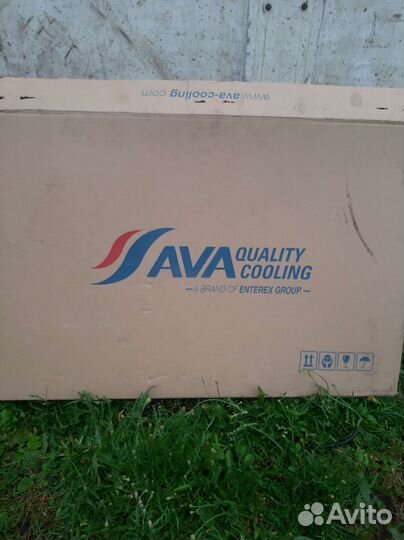 www.ava-cooling.com
AVA QUALITY
COOLING
— A BRAND OF ENTEREX GROUP —
Avito